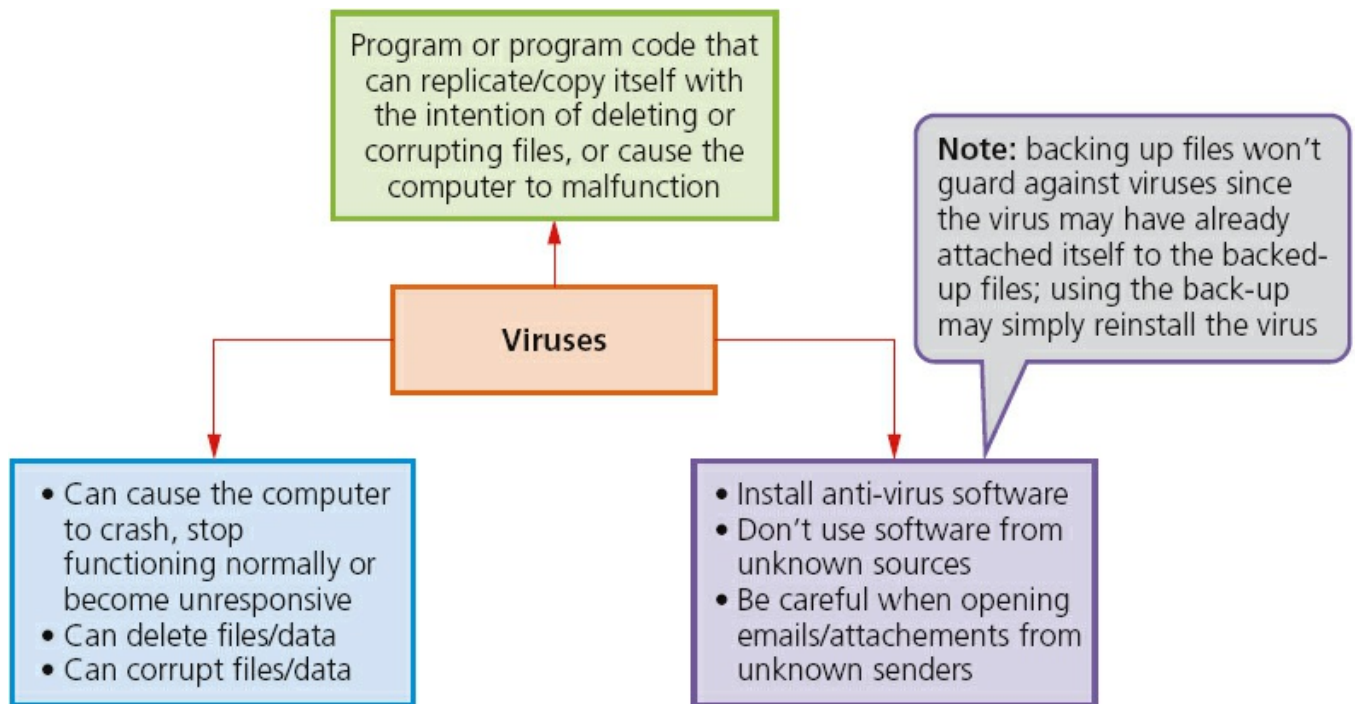 Program or program code that
can replicate/copy itself with
the intention of deleting or
corrupting files, or cause the
computer to malfunction
Note: backing up files won't
guard against viruses since
the virus may have already
attached itself to the backed-
up files; using the back-up
may simply reinstall the virus
Viruses
• Can cause the computer
to crash, stop
functioning normally or
become unresponsive
• Can delete files/data
• Can corrupt files/data
• Install anti-virus software
• Don't use software from
unknown sources
• Be careful when opening
emails/attachements from
unknown senders